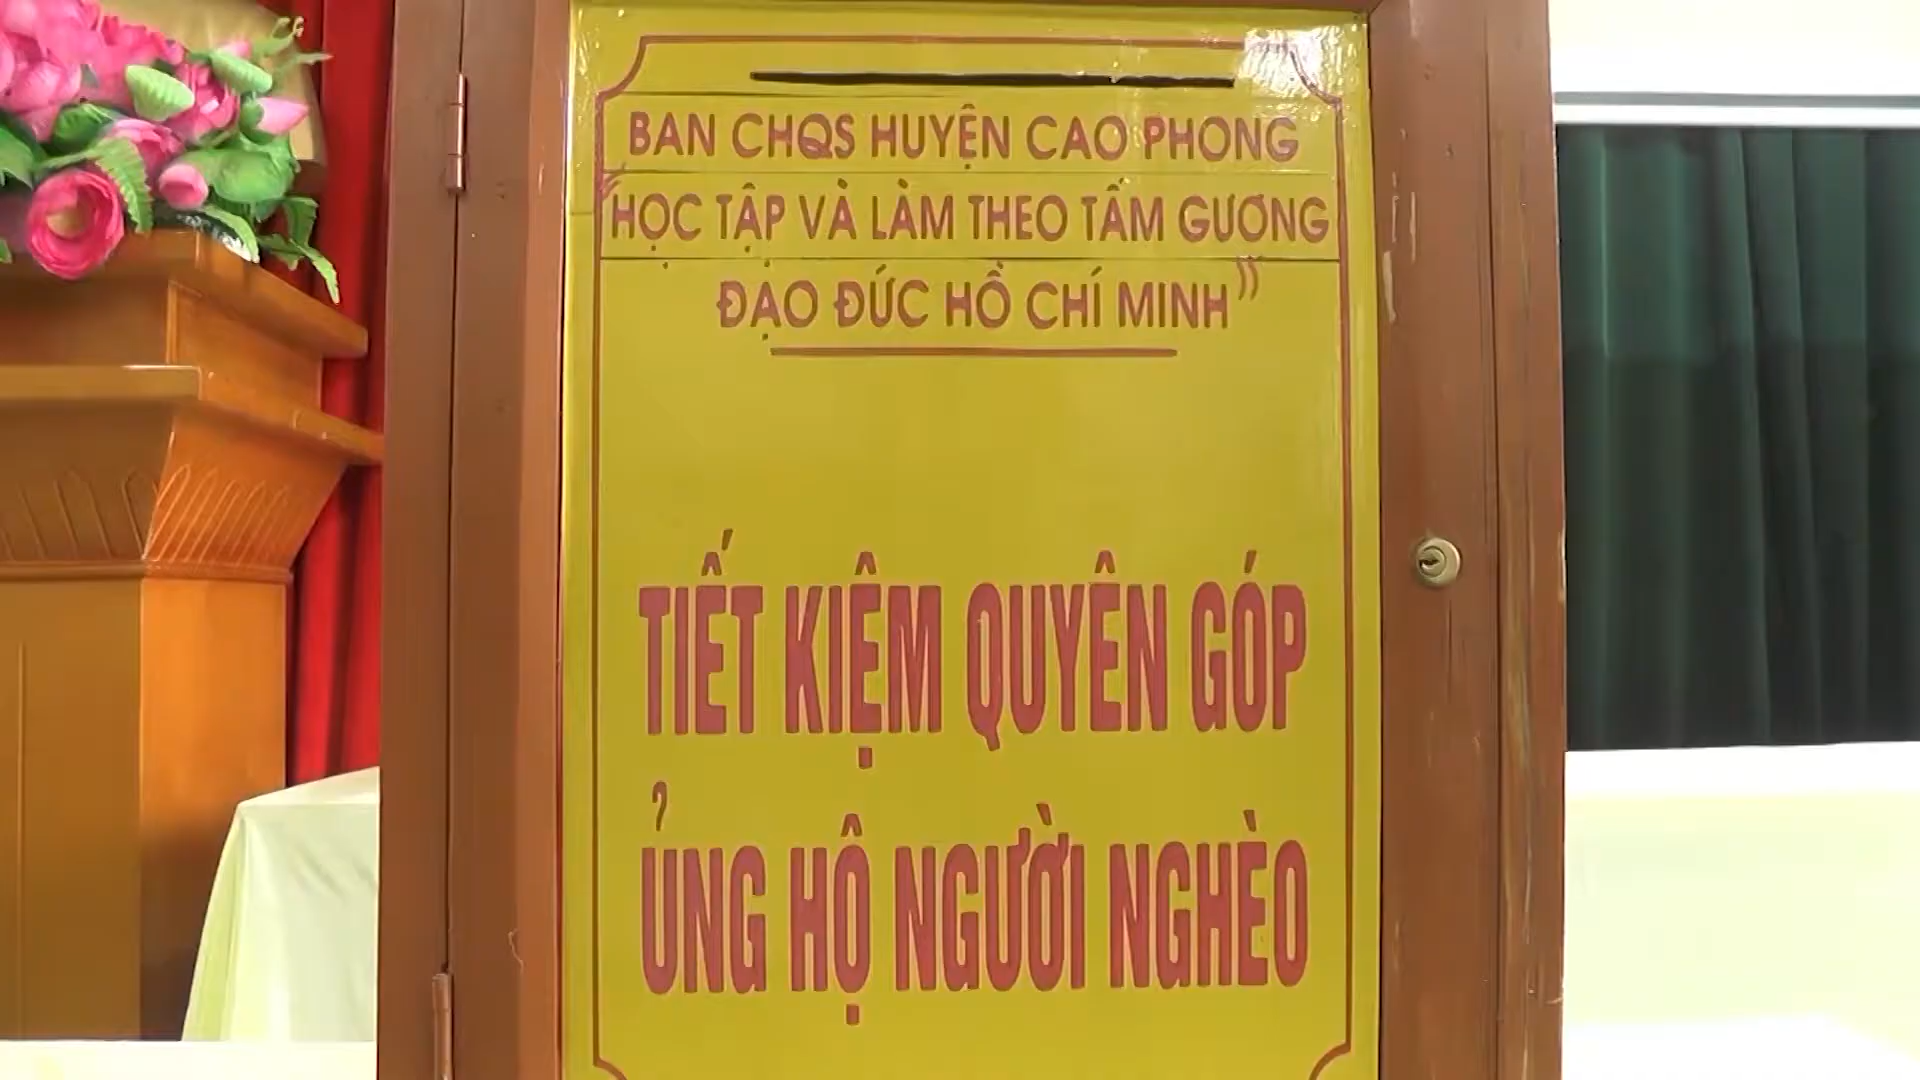 BAN CHQS HUYỆN CAO PHONG
"HỌC TẬP VÀ LÀM THEO TẤM GƯƠNG
ĐẠO ĐỨC HỒ CHÍ MINH"
TIẾT KIỆM QUYÊN GÓP
ỦNG HỘ NGƯỜI NGHÈO